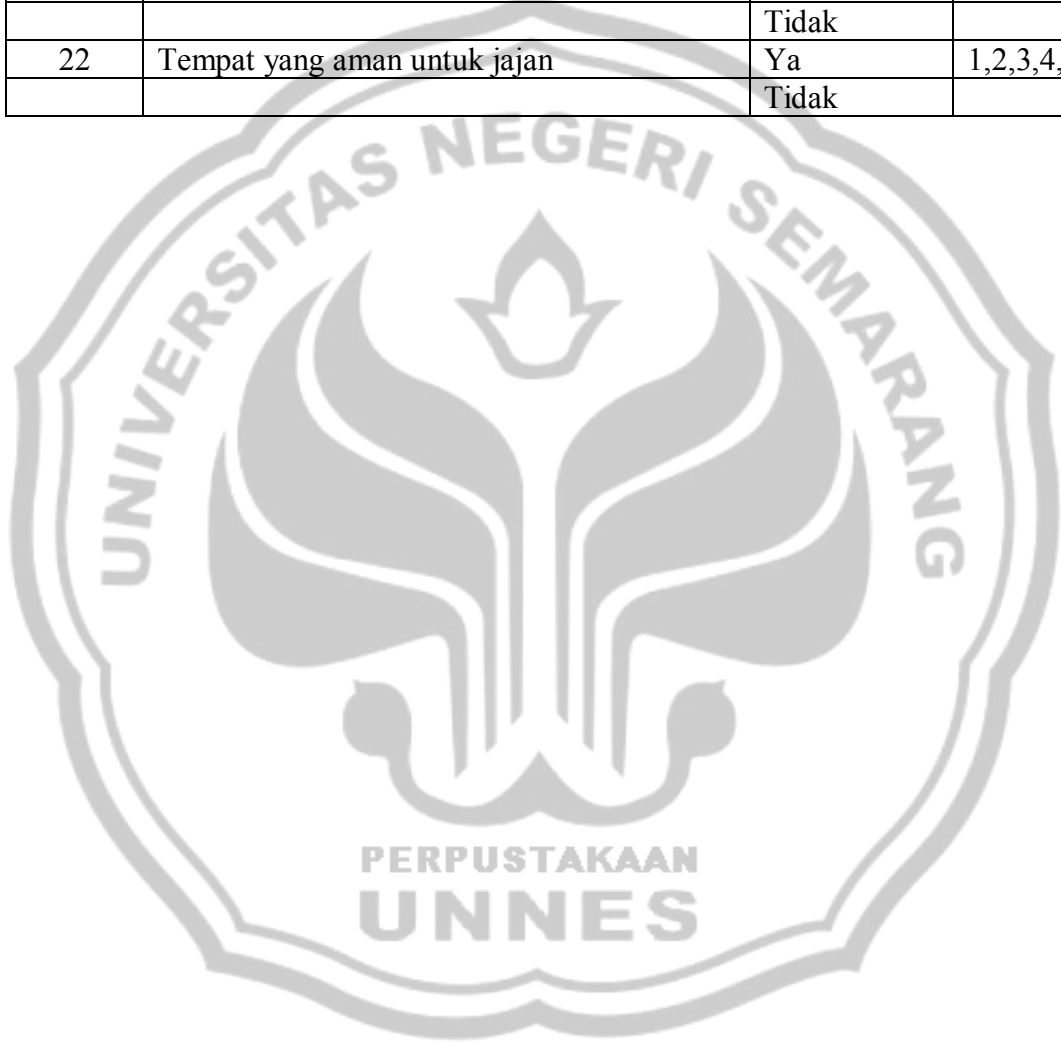 Tidak
22 Tempat yang aman untuk jajan Ya 1,2,3,4,
Tidak
UNIVERSITAS NEGERI SEMARANG
PERPUSTAKAAN
UNNES